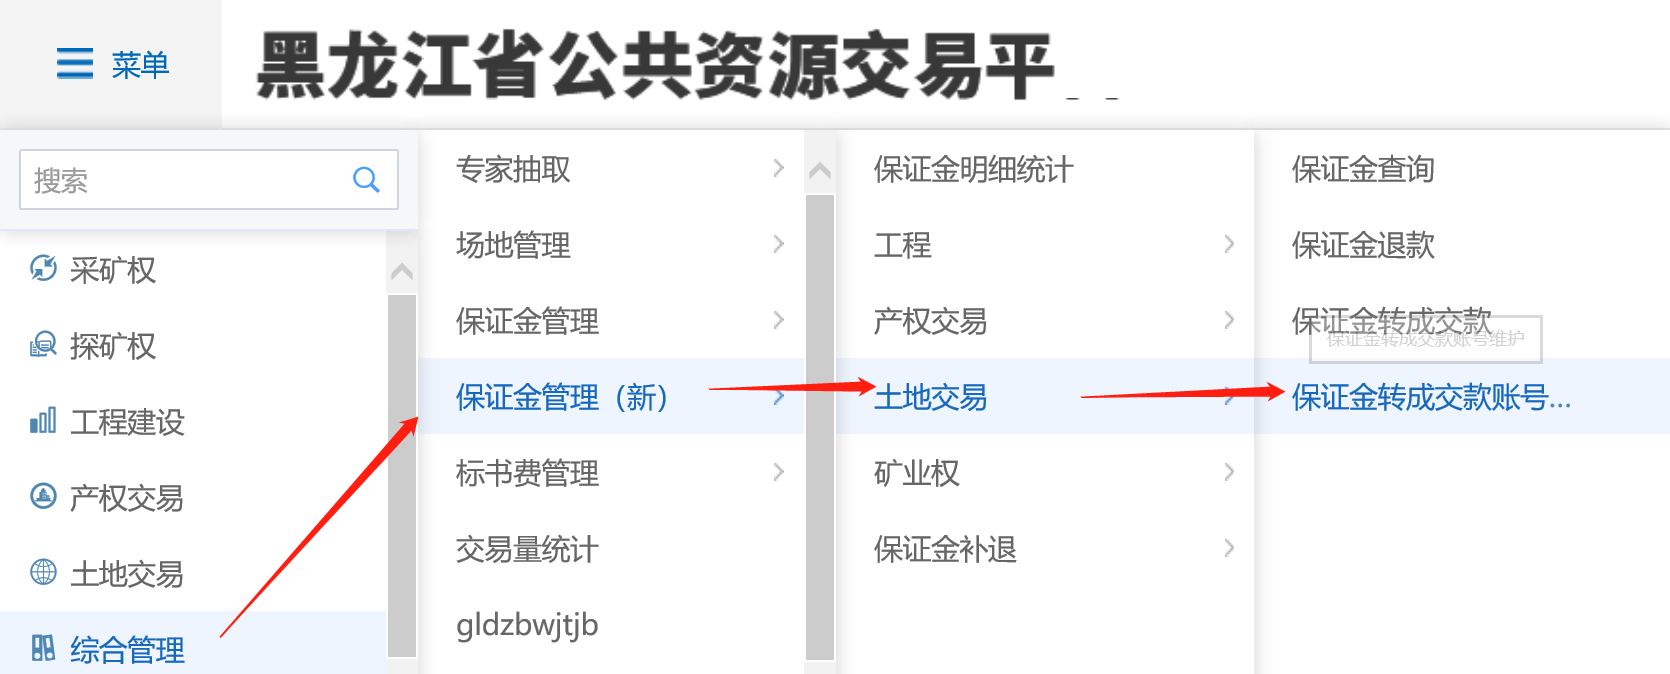 菜单
黑龙江省公共资源交易平
搜索
采矿权
探矿权
工程建设
产权交易
土地交易
综合管理
专家抽取
场地管理
保证金管理
保证金管理（新）
标书费管理
交易量统计
gldzbwjtjb
保证金明细统计
工程
产权交易
土地交易
矿业权
保证金补退
保证金查询
保证金退款
保证金转成交款
保证金转成交款账号维护
保证金转成交款账号...